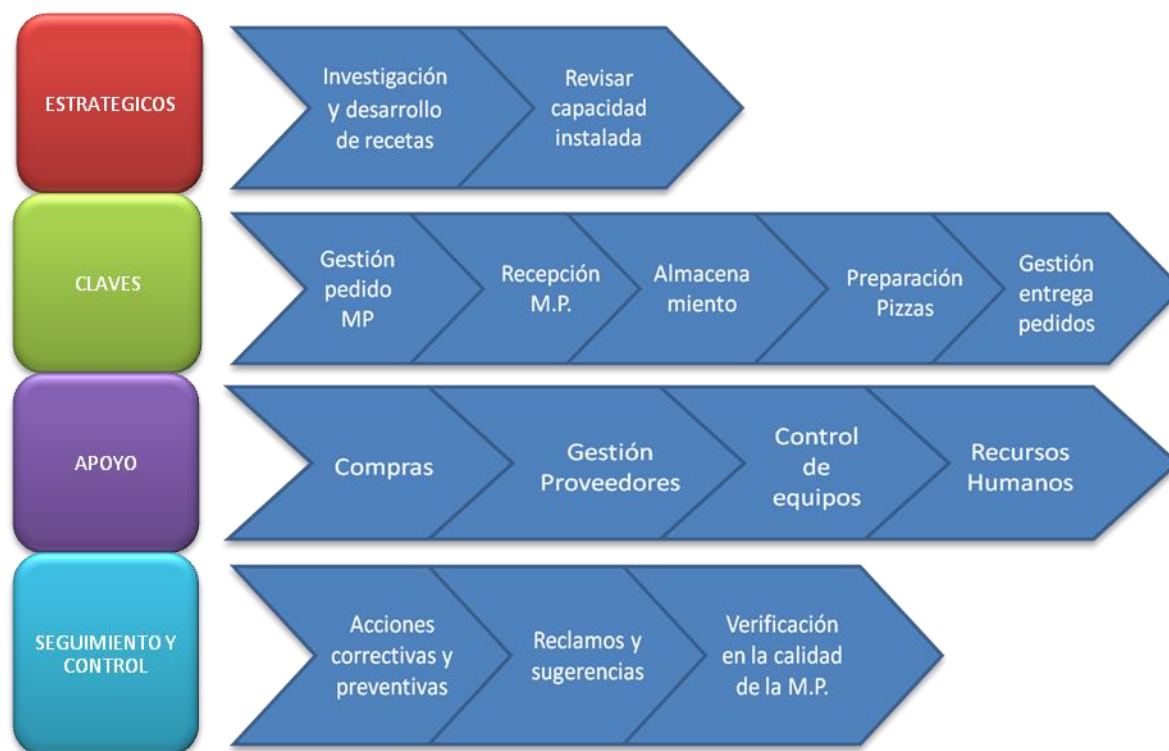 ESTRATEGICOS
Investigación
y desarrollo
de recetas
Revisar
capacidad
instalada
CLAVES
Gestión
pedido
MP
Recepción
M.P.
Almacena
miento
Preparación
Pizzas
Gestión
entrega
pedidos
APOYO
Compras
Gestión
Proveedores
Control
de
equipos
Recursos
Humanos
SEGUIMIENTO Y
CONTROL
Acciones
correctivas y
preventivas
Reclamos y
sugerencias
Verificación
en la calidad
de la M.P.